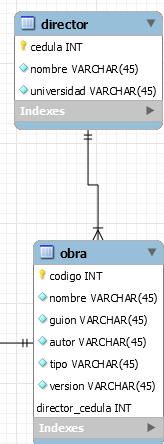 director
cedula INT
nombre VARCHAR(45)
universidad VARCHAR(45)
Indexes
obra
codigo INT
nombre VARCHAR(45)
guion VARCHAR(45)
autor VARCHAR(45)
tipo VARCHAR(45)
version VARCHAR(45)
director_cedula INT
Indexes